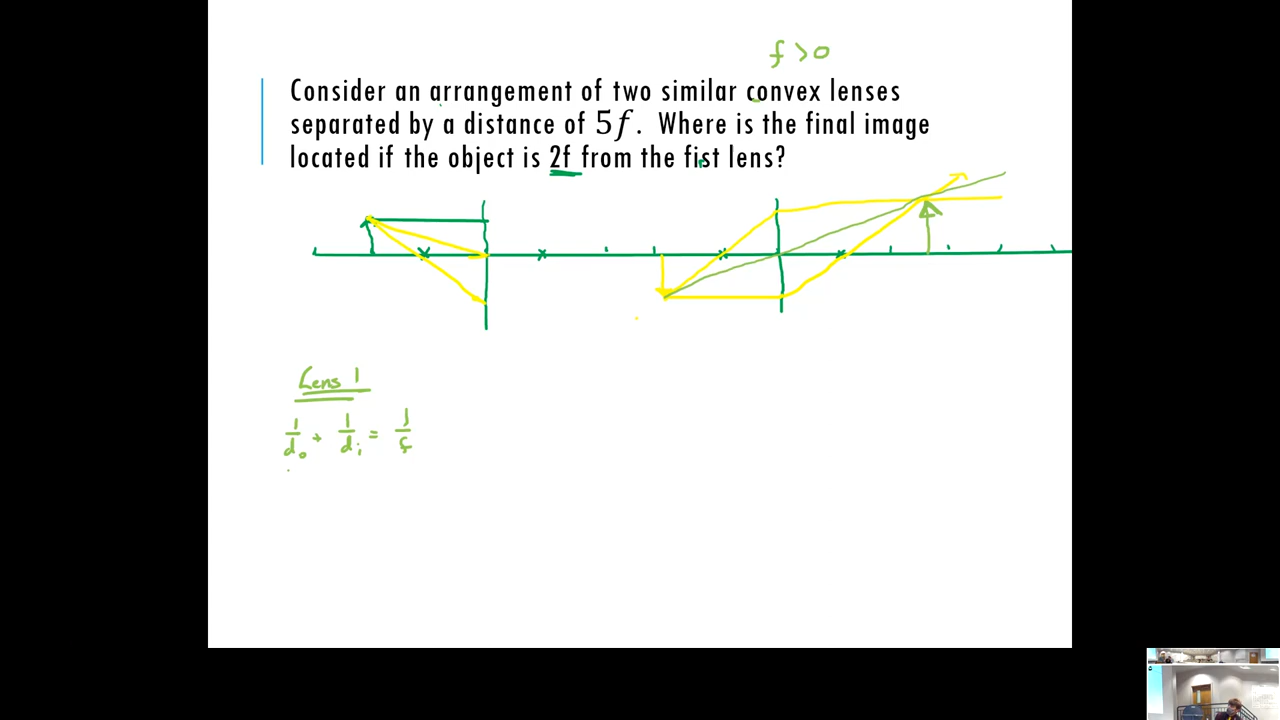 f > 0
Consider an arrangement of two similar convex lenses
separated by a distance of 5f. Where is the final image
located if the object is 2f from the fist lens?
Lens 1
1/d₀ + 1/dᵢ = 1/f